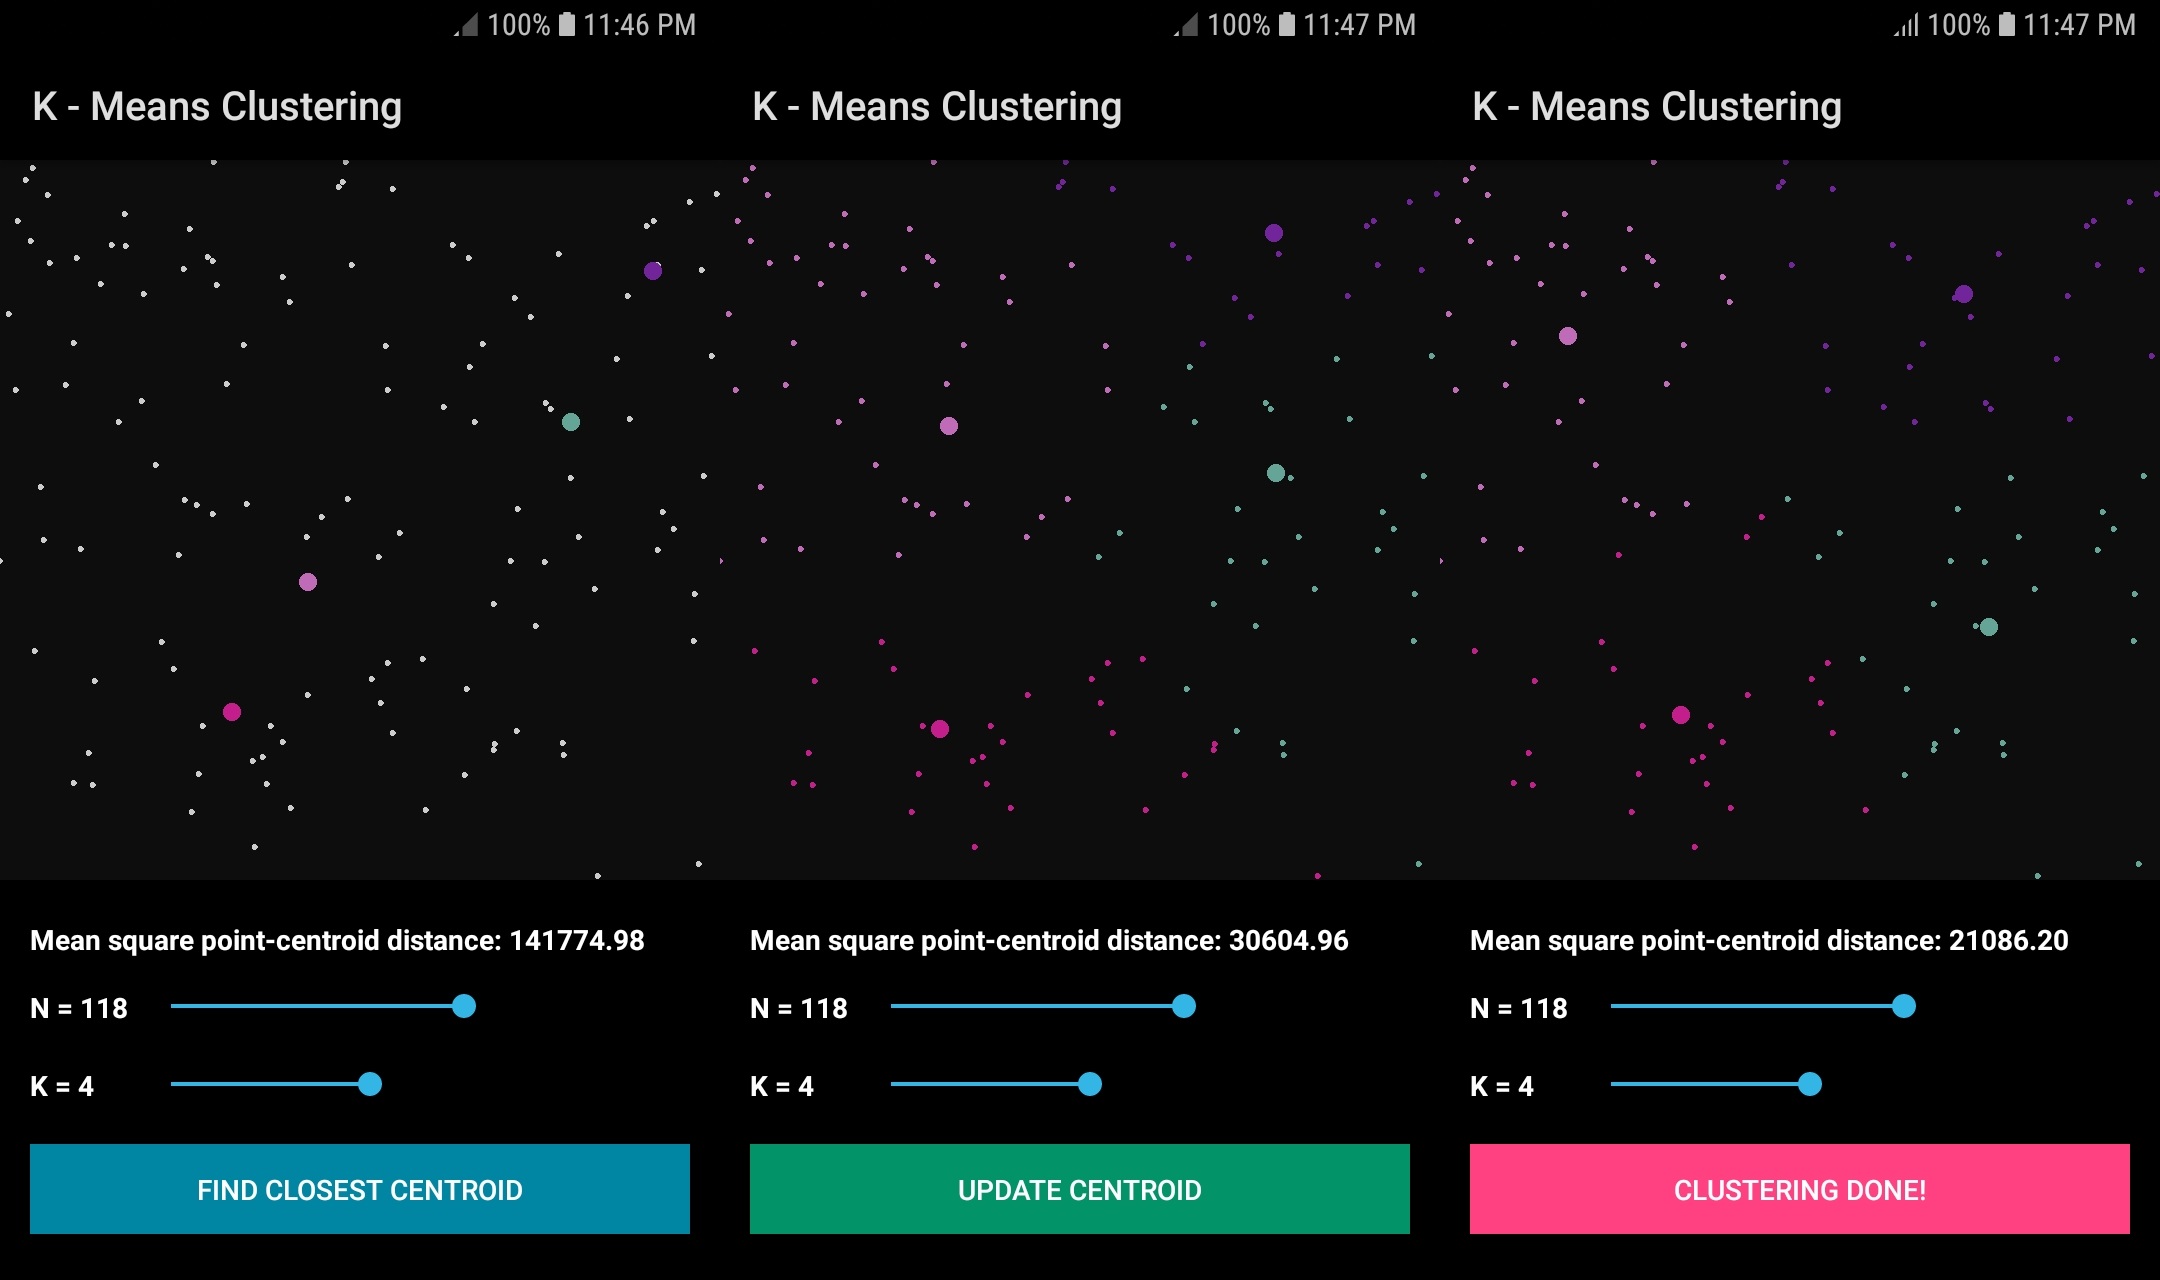 100% 11:46 PM
K - Means Clustering
Mean square point-centroid distance: 141774.98
N = 118
K = 4
FIND CLOSEST CENTROID
100% 11:47 PM
K - Means Clustering
Mean square point-centroid distance: 30604.96
N = 118
K = 4
UPDATE CENTROID
100% 11:47 PM
K - Means Clustering
Mean square point-centroid distance: 21086.20
N = 118
K = 4
CLUSTERING DONE!